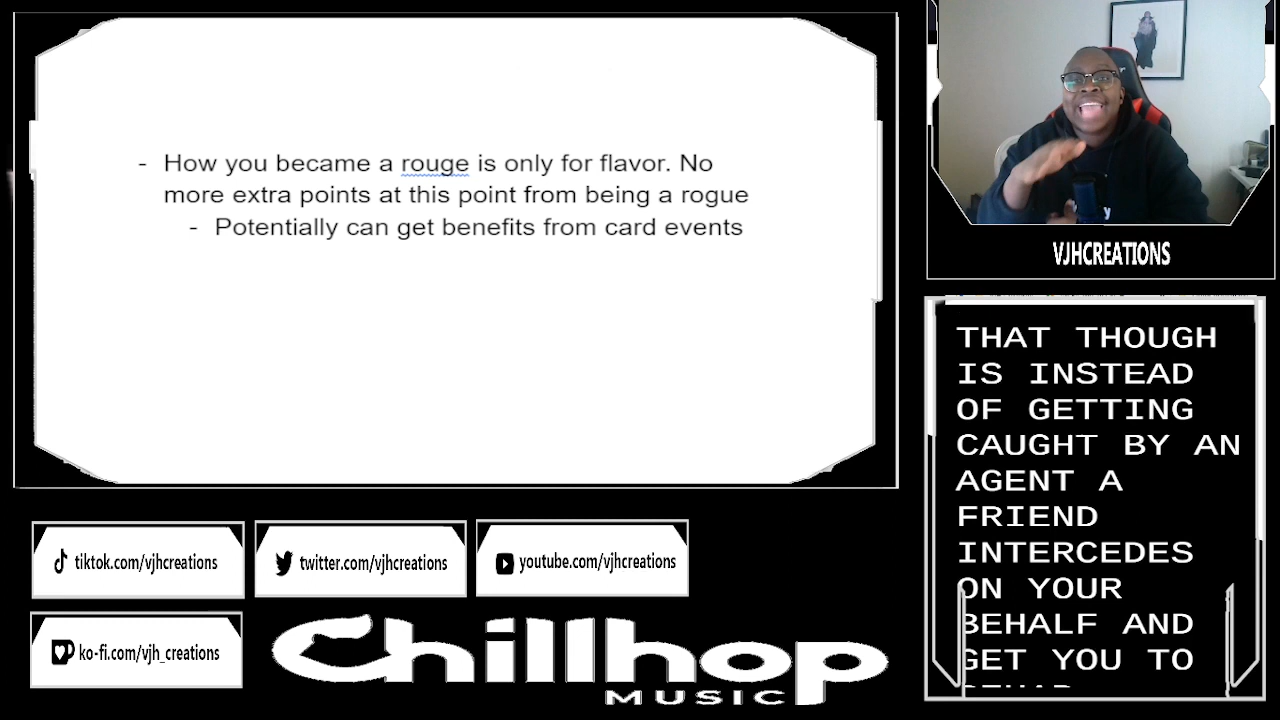 - How you became a rouge is only for flavor. No
more extra points at this point from being a rogue
- Potentially can get benefits from card events
VJHCREATIONS
THAT THOUGH
IS INSTEAD
OF GETTING
CAUGHT BY AN
AGENT A
FRIEND
INTERCEDES
ON YOUR
BEHALF AND
GET YOU TO
tiktok.com/vjhcreations
twitter.com/vjhcreations
youtube.com/vjhcreations
ko-fi.com/vjh_creations
Chillhop
MUSIC